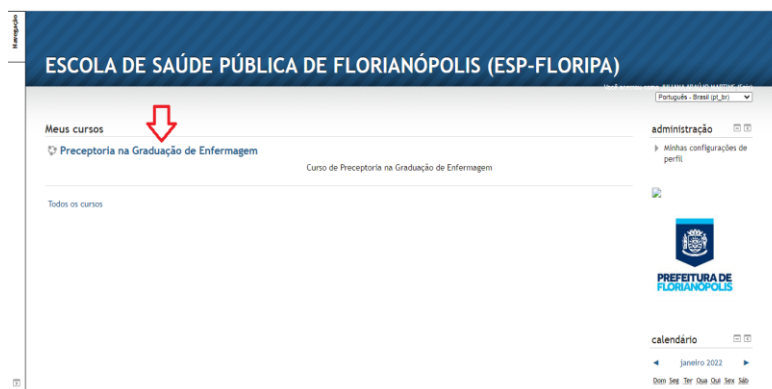 Navegação
ESCOLA DE SAÚDE PÚBLICA DE FLORIANÓPOLIS (ESP-FLORIPA)
Português - Brasil (pt_br)
Meus cursos
Preceptoria na Graduação de Enfermagem
Curso de Preceptoria na Graduação de Enfermagem
Todos os cursos
administração
Minhas configurações de
perfil
PREFEITURA DE
FLORIANÓPOLIS
calendário
janeiro 2022
Dom Seg Ter Qua Qui Sex Sáb